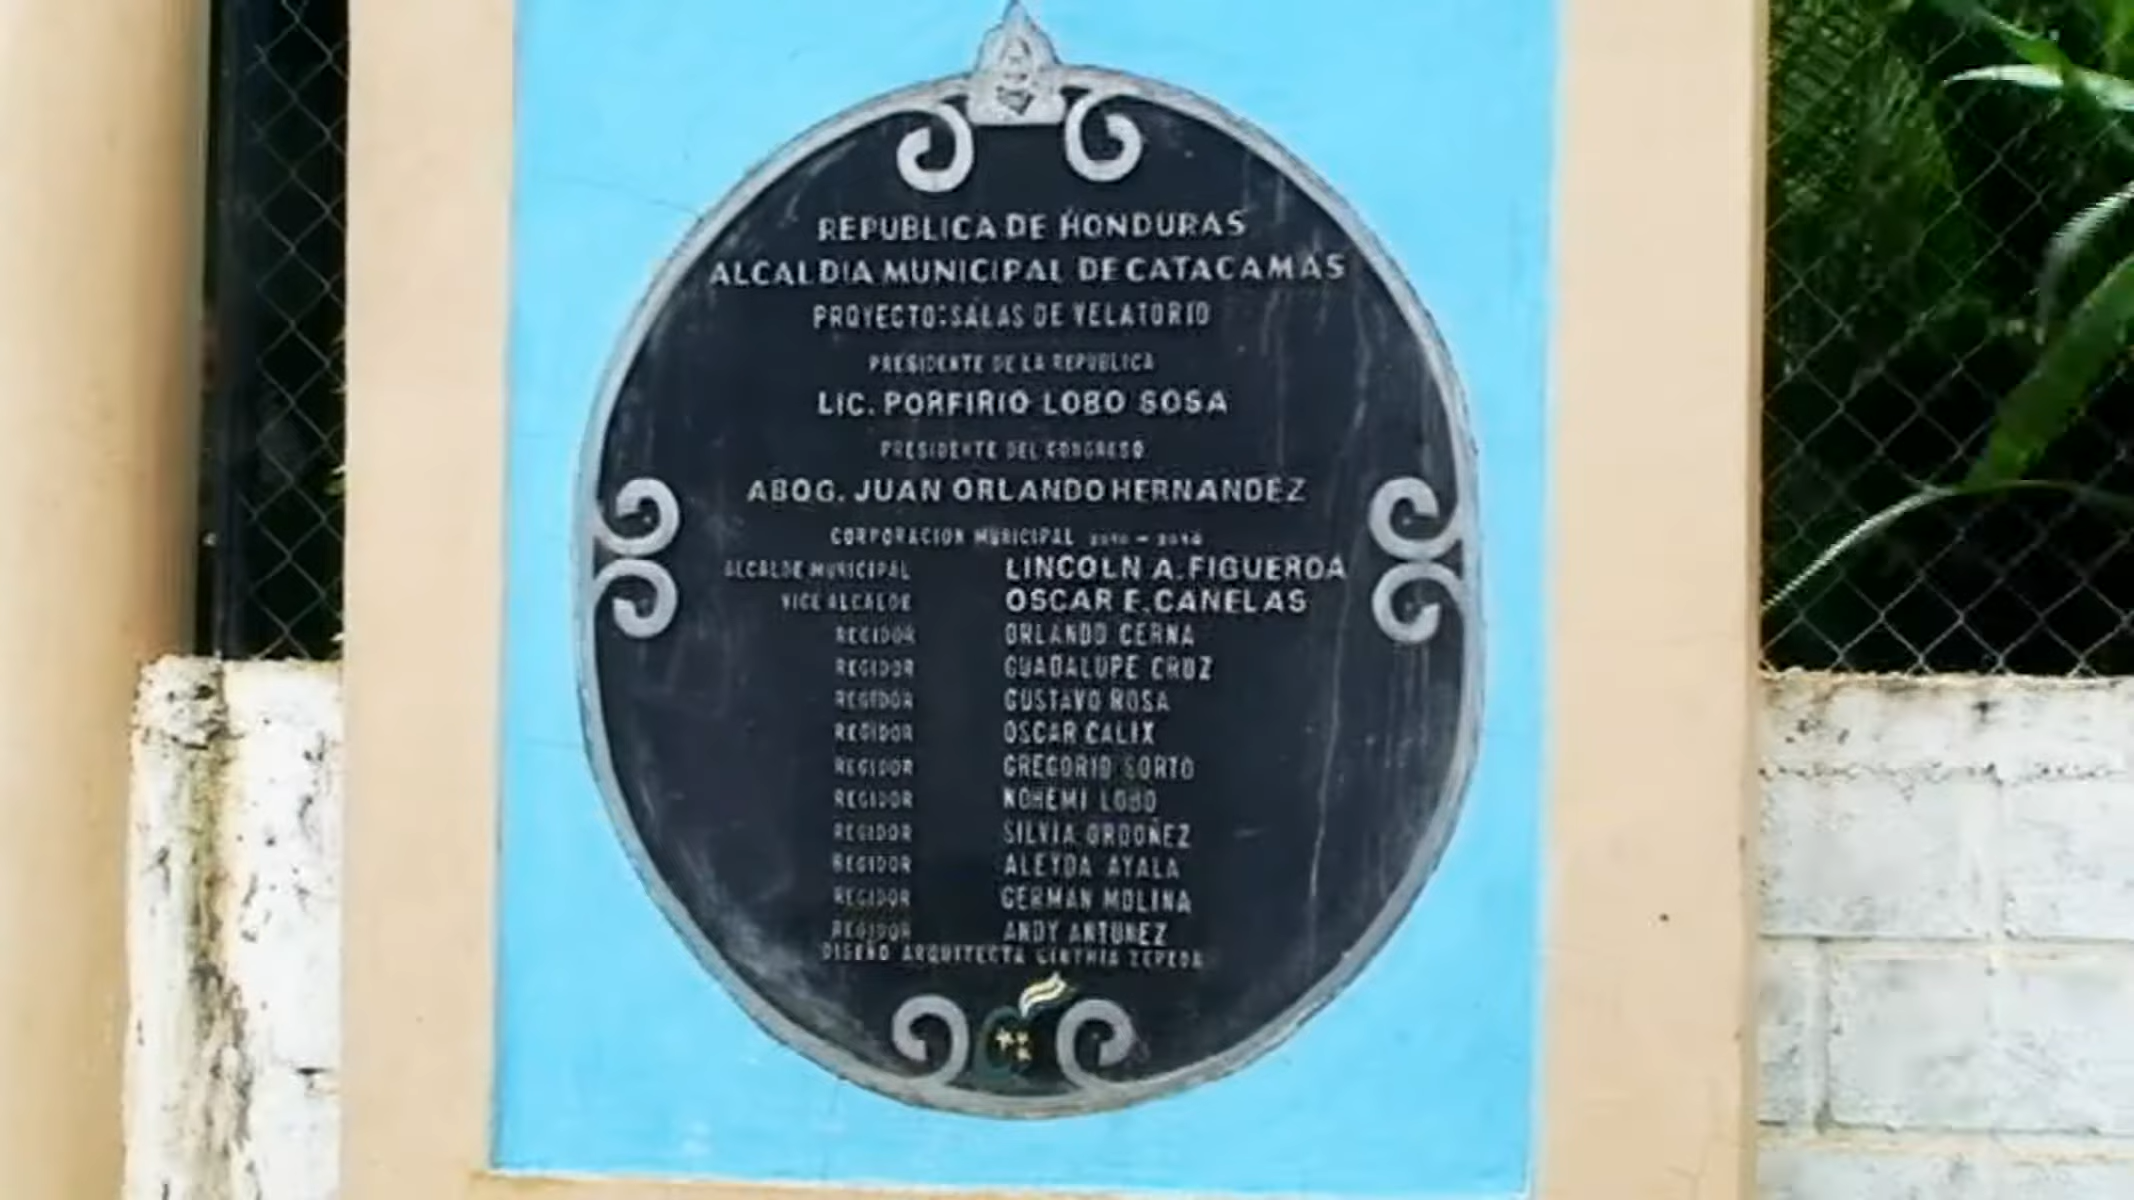 REPUBLICA DE HONDURAS
ALCALDIA MUNICIPAL DE CATACAMAS
PROYECTO: SALAS DE VELATORIO
PRESIDENTE DE LA REPUBLICA
LIC. PORFIRIO LOBO SOSA
PRESIDENTE DEL CONGRESO
ABOG. JUAN ORLANDO HERNANDEZ
CORPORACION MUNICIPAL 2010 - 2014
ALCALDE MUNICIPAL LINCOLN A. FIGUEROA
VICE ALCALDE OSCAR E. CANELAS
REGIDOR ORLANDO CERNA
REGIDOR GUADALUPE CRUZ
REGIDOR GUSTAVO ROSA
REGIDOR OSCAR CALIX
REGIDOR GREGORIO SORTO
REGIDOR NOHEMI LOBO
REGIDOR SILVIA ORDOÑEZ
REGIDOR ALEYDA AYALA
REGIDOR GERMAN MOLINA
REGIDOR ANDY ANTUNEZ
DISEÑO ARQUITECTA CINTHIA ZEPEDA